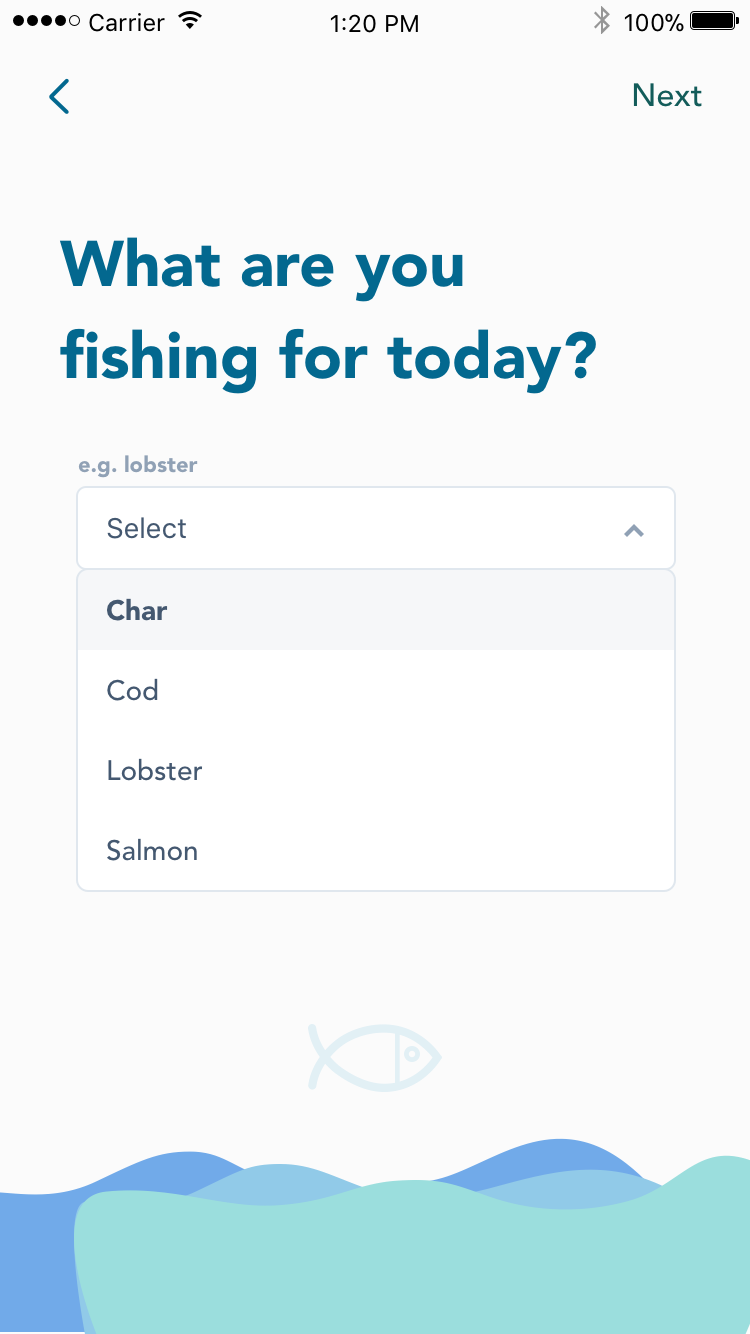 Carrier 1:20 PM 100%
Next
What are you
fishing for today?
e.g. lobster
Select
Char
Cod
Lobster
Salmon